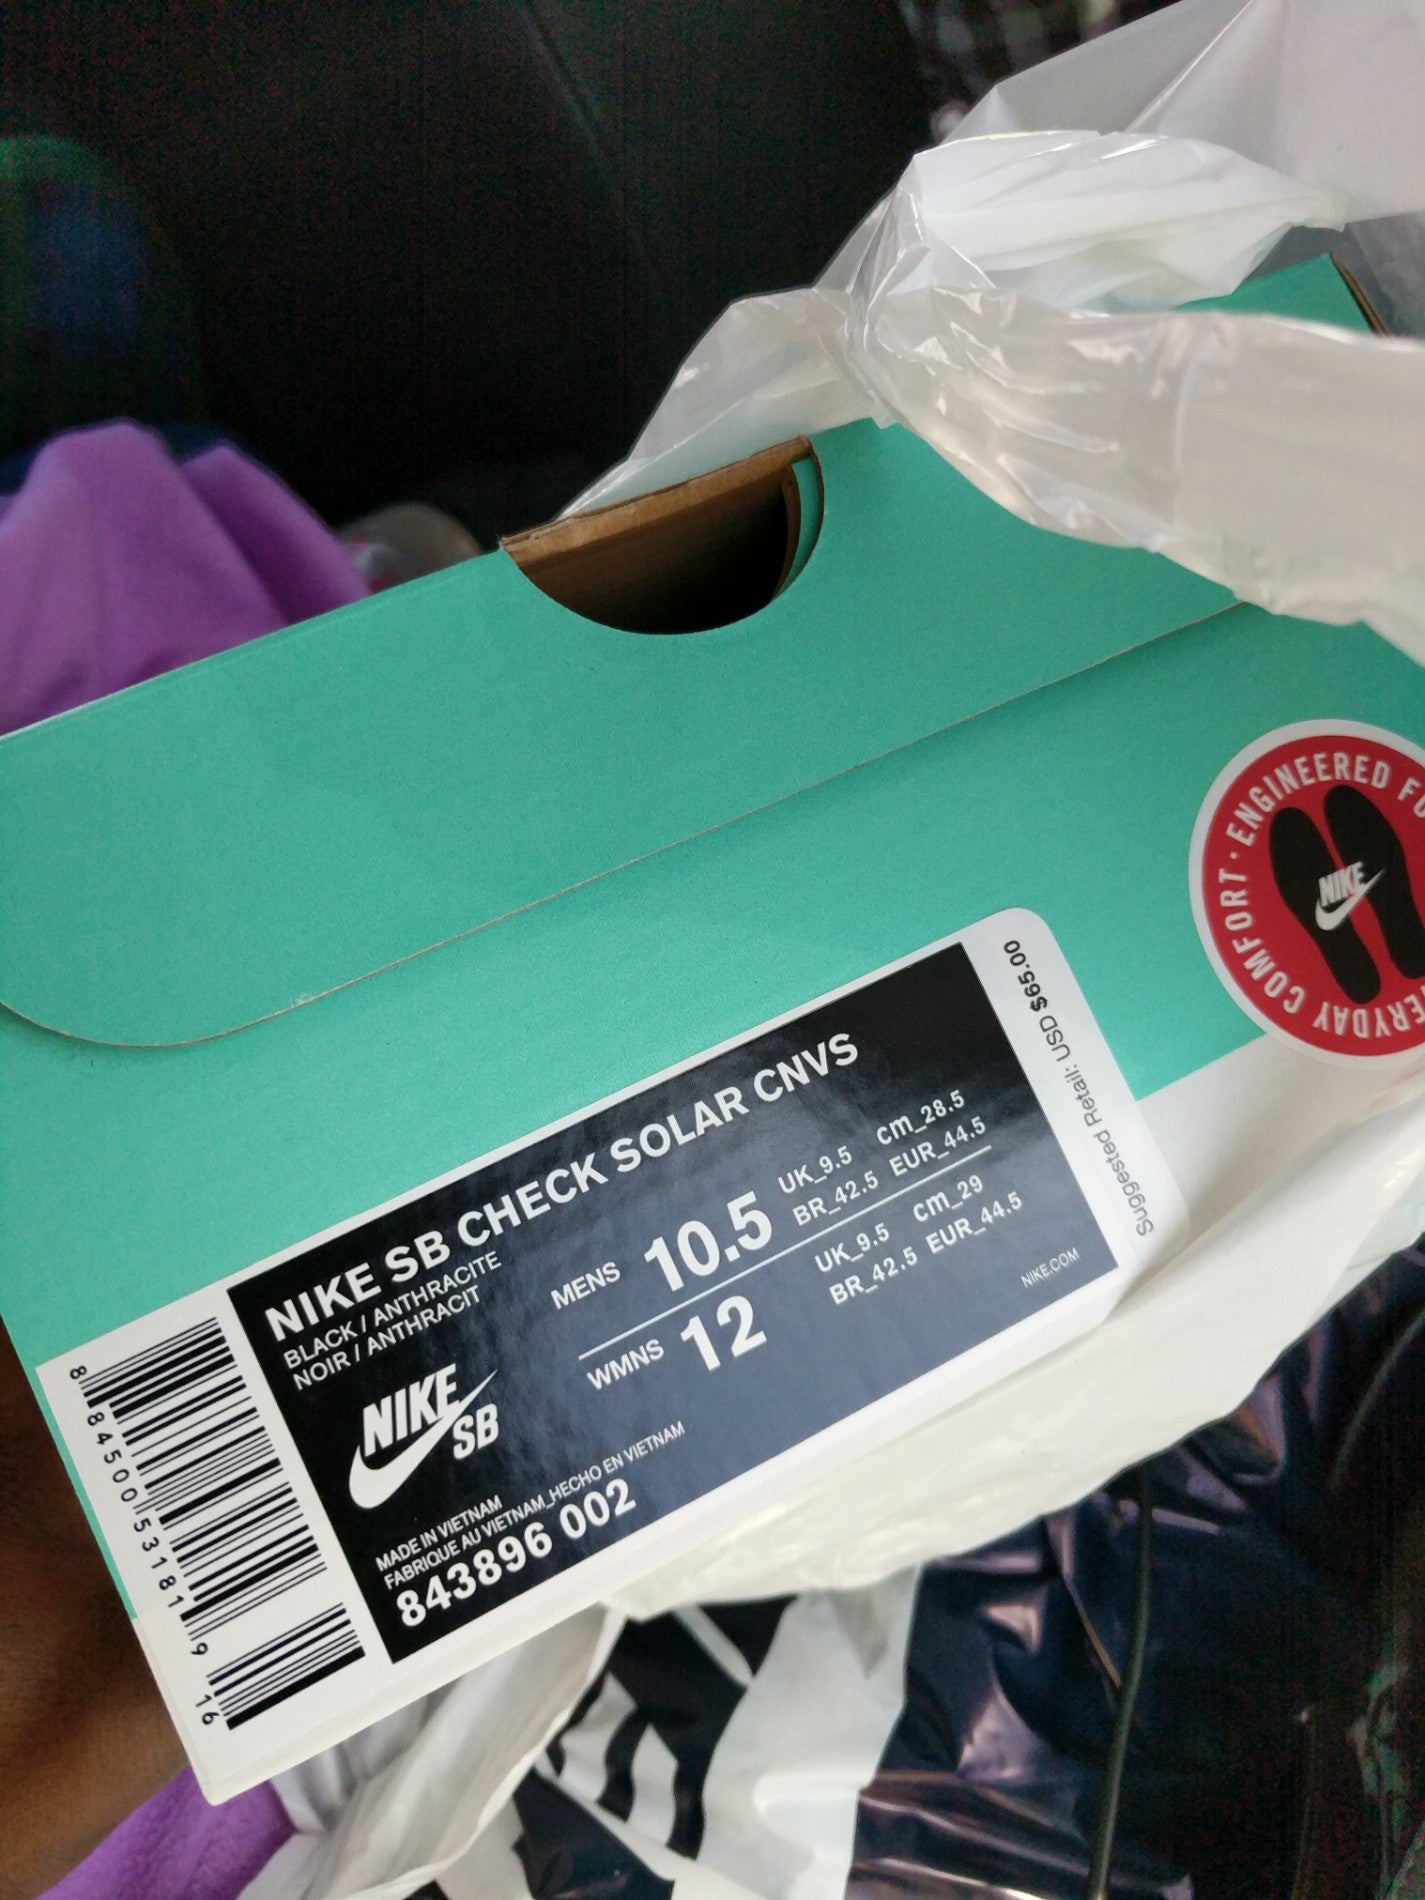 ENGINEERED
EVERYDAY COMFORT ·
NIKE
Suggested Retail: USD $65.00
NIKE SB CHECK SOLAR CNVS
BLACK / ANTHRACITE
NOIR / ANTHRACIT
MENS 10.5 UK_9.5 cm_28.5
BR_42.5 EUR_44.5
WMNS 12 UK_9.5 cm_29
BR_42.5 EUR_44.5
NIKE.COM
NIKE
SB
MADE IN VIETNAM
FABRIQUE AU VIETNAM_HECHO EN VIETNAM
843896 002
8 84500 53181 9 16